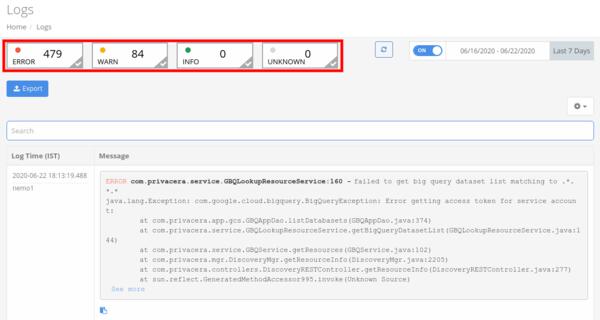 Logs
Home / Logs
479 84 0 0
ERROR WARN INFO UNKNOWN
ON 06/16/2020 - 06/22/2020 Last 7 Days
Export
Search
Log Time (IST) Message
2020-06-22 18:13:19.488
nemo1
ERROR com.privacera.service.GBQLookupResourceService:160 - failed to get big query dataset list matching to .*.
*.*
java.lang.Exception: com.google.cloud.bigquery.BigQueryException: Error getting access token for service accoun
t:
at com.privacera.app.gcs.GBQAppDao.listDatabases(GBQAppDao.java:374)
at com.privacera.service.GBQLookupResourceService.getBigQueryDatasetList(GBQLookupResourceService.java:1
44)
at com.privacera.service.GBQService.getResources(GBQService.java:102)
at com.privacera.mgr.DiscoveryMgr.getResourceInfo(DiscoveryMgr.java:2205)
at com.privacera.controllers.DiscoveryRESTController.getResourceInfo(DiscoveryRESTController.java:277)
at sun.reflect.GeneratedMethodAccessor995.invoke(Unknown Source)
See more